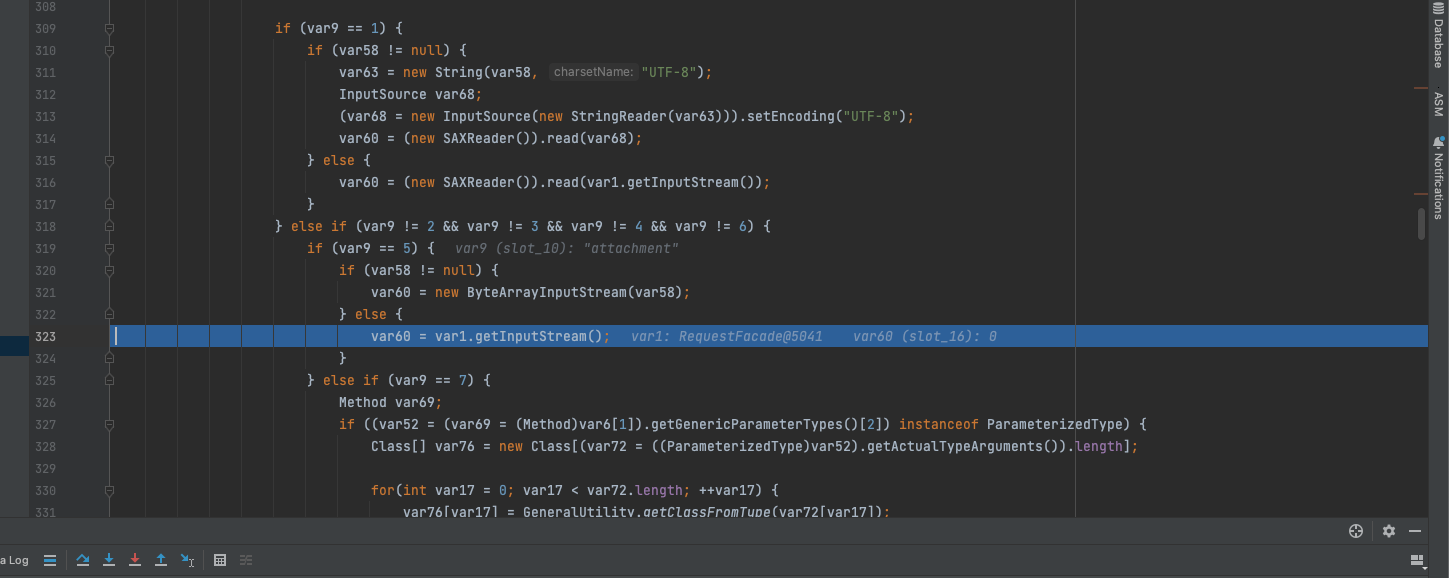 308
309 if (var9 == 1) {
310 if (var58 != null) {
311 var63 = new String(var58, charsetName: "UTF-8");
312 InputSource var68;
313 (var68 = new InputSource(new StringReader(var63))).setEncoding("UTF-8");
314 var60 = (new SAXReader()).read(var68);
315 } else {
316 var60 = (new SAXReader()).read(var1.getInputStream());
317 }
318 } else if (var9 != 2 && var9 != 3 && var9 != 4 && var9 != 6) {
319 if (var9 == 5) { var9 (slot_10): "attachment"
320 if (var58 != null) {
321 var60 = new ByteArrayInputStream(var58);
322 } else {
323 var60 = var1.getInputStream(); var1: RequestFacade@5041 var60 (slot_16): 0
324 }
325 } else if (var9 == 7) {
326 Method var69;
327 if ((var52 = (var69 = (Method)var6[1]).getGenericParameterTypes()[2]) instanceof ParameterizedType) {
328 Class[] var76 = new Class[(var72 = ((ParameterizedType)var52).getActualTypeArguments()).length];
329
330 for(int var17 = 0; var17 < var72.length; ++var17) {
331 var76[var17] = GeneralUtility.getClassFromType(var72[var17]);
Database
ASM
Notifications
a Log